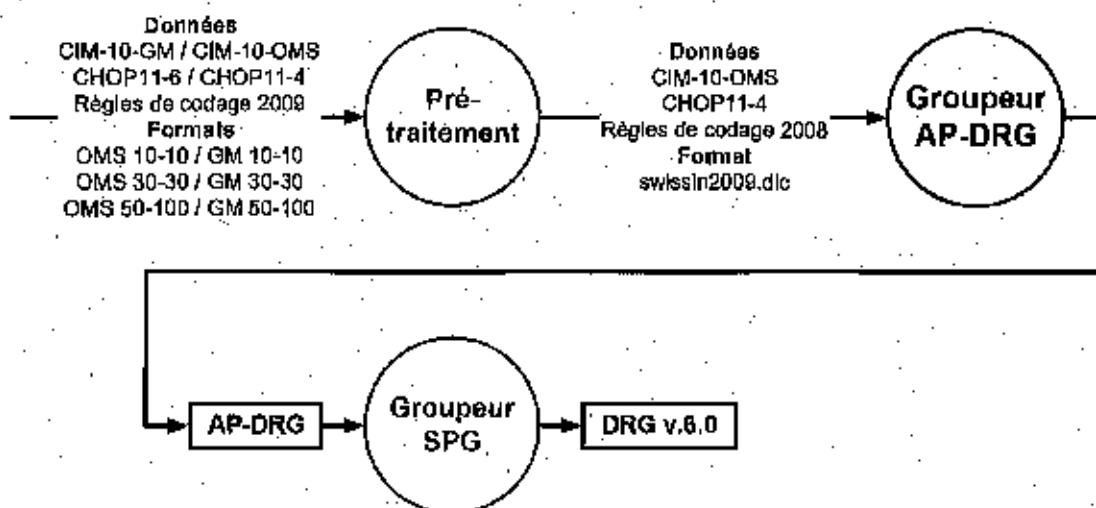 Données
CIM-10-GM / CIM-10-OMS
CHOP11-6 / CHOP11-4
Règles de codage 2009
Formats
OMS 10-10 / GM 10-10
OMS 30-30 / GM 30-30
OMS 50-100 / GM 50-100
Pré-
traitement
Données
CIM-10-OMS
CHOP11-4
Règles de codage 2008
Format
swissin2009.dic
Groupeur
AP-DRG
AP-DRG
Groupeur
SPG
DRG v.6.0